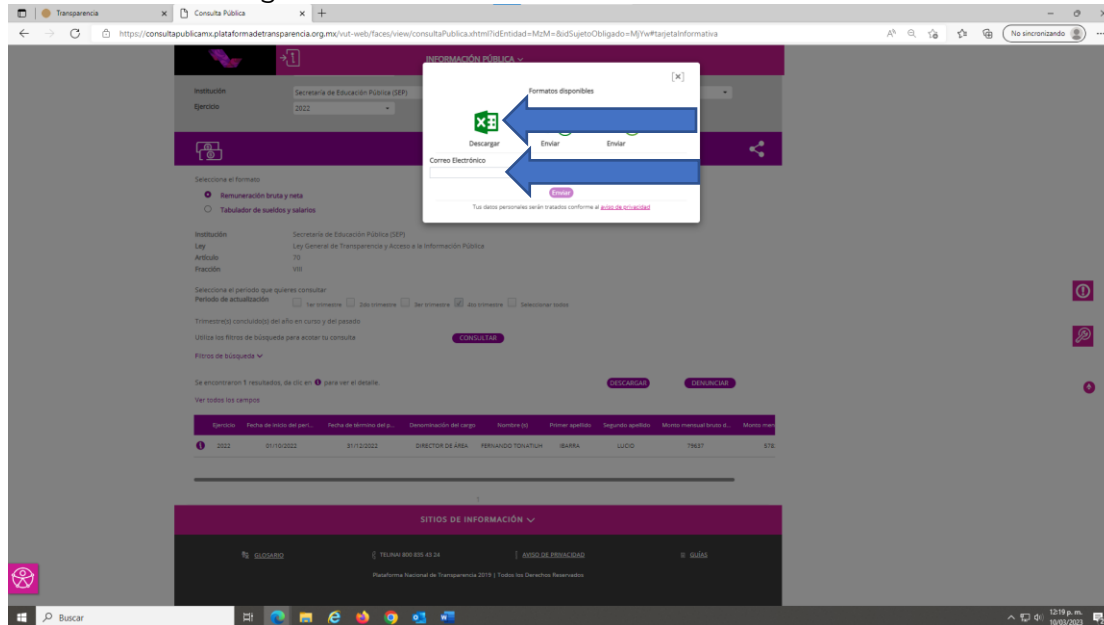 Transparencia
Consulta Pública
https://consultapublicamx.plataformadetransparencia.org.mx/vut-web/faces/view/consultaPublica.xhtml?idEntidad=MzM=&idSujetoObligado=MjYw#tarjetaInformativa
No sincronizando
INFORMACIÓN PÚBLICA
Institución
Secretaría de Educación Pública (SEP)
Ejercicio
2022
[×]
Formatos disponibles
Descargar Enviar Enviar
Correo Electrónico
Enviar
Tus datos personales serán tratados conforme al aviso de privacidad
Selecciona el formato
Remuneración bruta y neta
Tabulador de sueldos y salarios
Institución Secretaría de Educación Pública (SEP)
Ley Ley General de Transparencia y Acceso a la Información Pública
Artículo 70
Fracción VIII
Selecciona el periodo que quieres consultar
Periodo de actualización 1er trimestre 2do trimestre 3er trimestre 4to trimestre Seleccionar todos
Trimestre(s) concluido(s) del año en curso y del pasado
Utiliza los filtros de búsqueda para acotar tu consulta
CONSULTAR
Filtros de búsqueda
Se encontraron 1 resultados, da clic en i para ver el detalle.
DESCARGAR DENUNCIAR
Ver todos los campos
Ejercicio Fecha de inicio del peri... Fecha de término del p... Denominación del cargo Nombre (s) Primer apellido Segundo apellido Monto mensual bruto d... Monto men
2022 01/10/2022 31/12/2022 DIRECTOR DE ÁREA FERNANDO TONATIUH IBARRA LUCIO 79637 578.
1
SITIOS DE INFORMACIÓN
GLOSARIO TELINAI 800 835 43 24 AVISO DE PRIVACIDAD GUÍAS
Plataforma Nacional de Transparencia 2019 | Todos los Derechos Reservados
Buscar
12:19 p. m.
16/03/2023